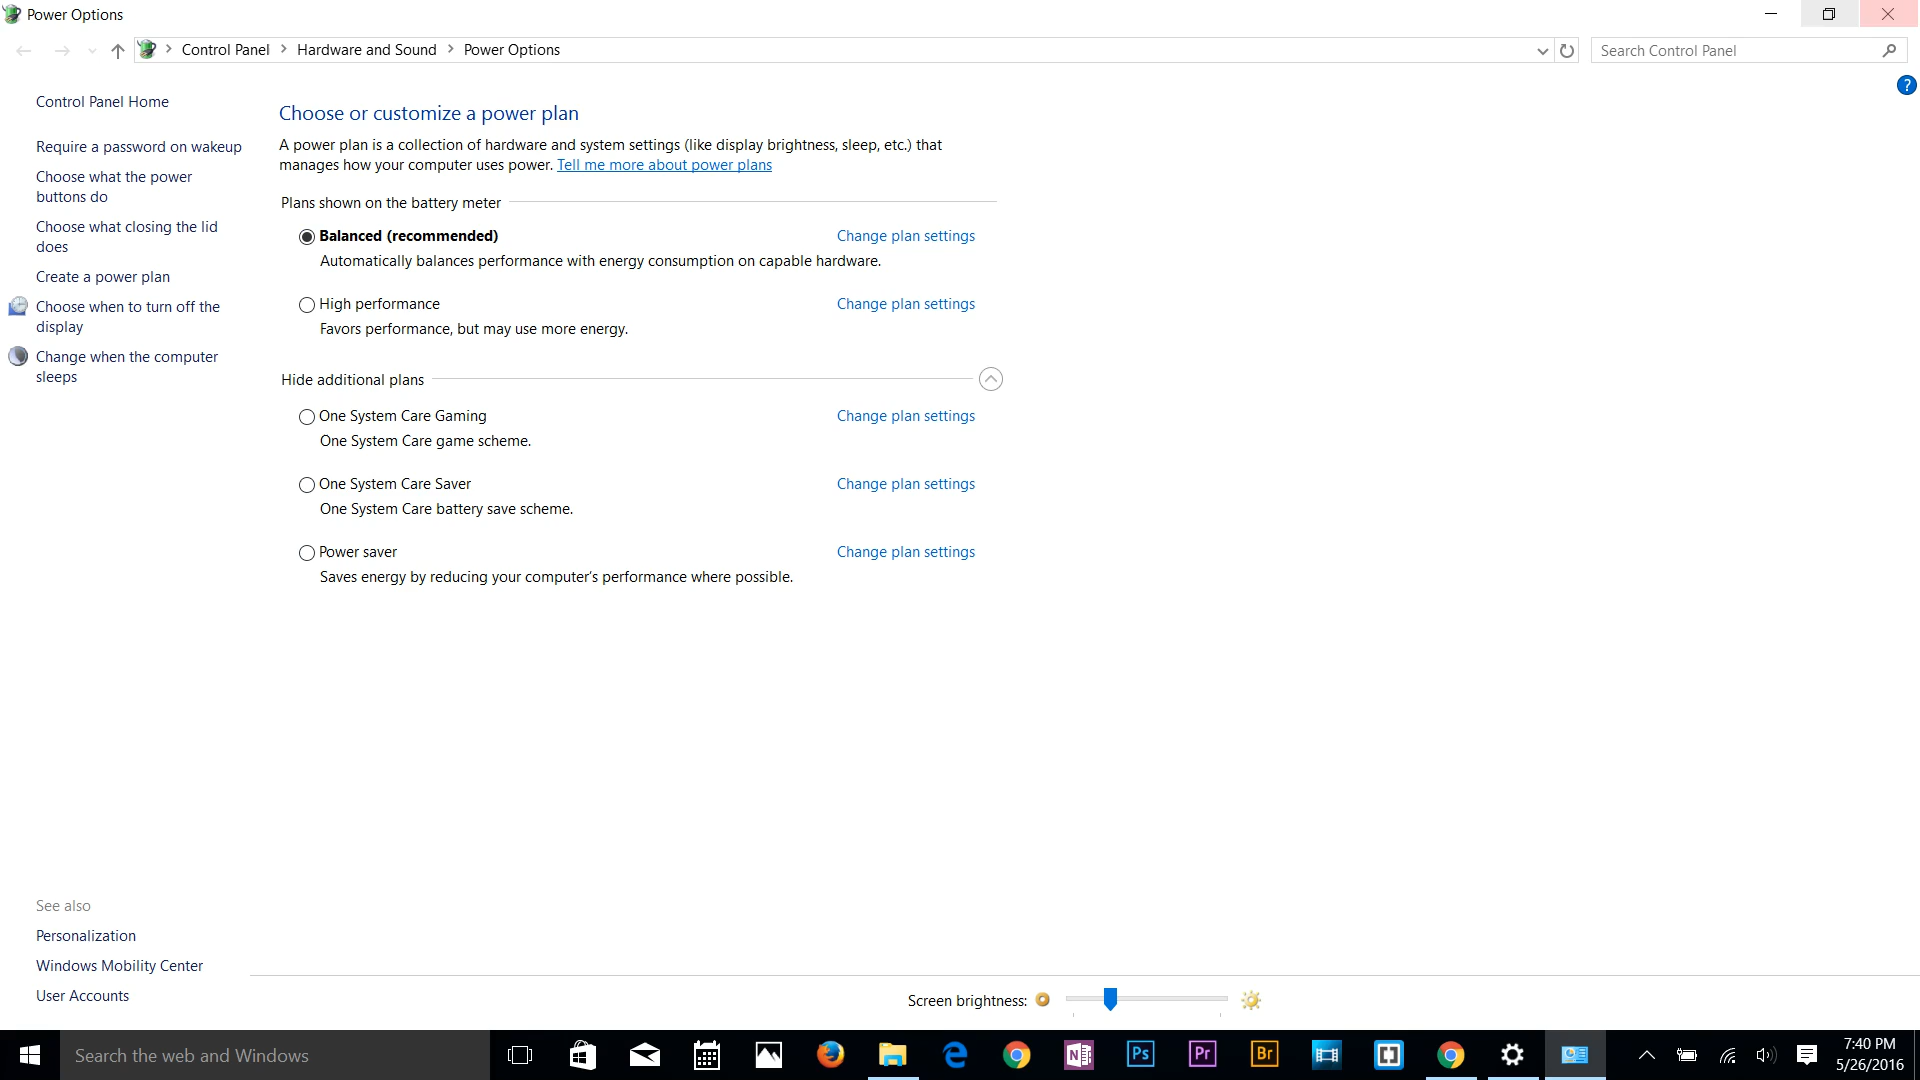 Power Options
Control Panel > Hardware and Sound > Power Options
Search Control Panel
?
Control Panel Home
Require a password on wakeup
Choose what the power
buttons do
Choose what closing the lid
does
Create a power plan
Choose when to turn off the
display
Change when the computer
sleeps
Choose or customize a power plan
A power plan is a collection of hardware and system settings (like display brightness, sleep, etc.) that
manages how your computer uses power. Tell me more about power plans
Plans shown on the battery meter
Balanced (recommended) Change plan settings
Automatically balances performance with energy consumption on capable hardware.
High performance Change plan settings
Favors performance, but may use more energy.
Hide additional plans
One System Care Gaming Change plan settings
One System Care game scheme.
One System Care Saver Change plan settings
One System Care battery save scheme.
Power saver Change plan settings
Saves energy by reducing your computer's performance where possible.
See also
Personalization
Windows Mobility Center
User Accounts
Screen brightness:
Search the web and Windows
N
Ps
Pr
Br
7:40 PM
5/26/2016